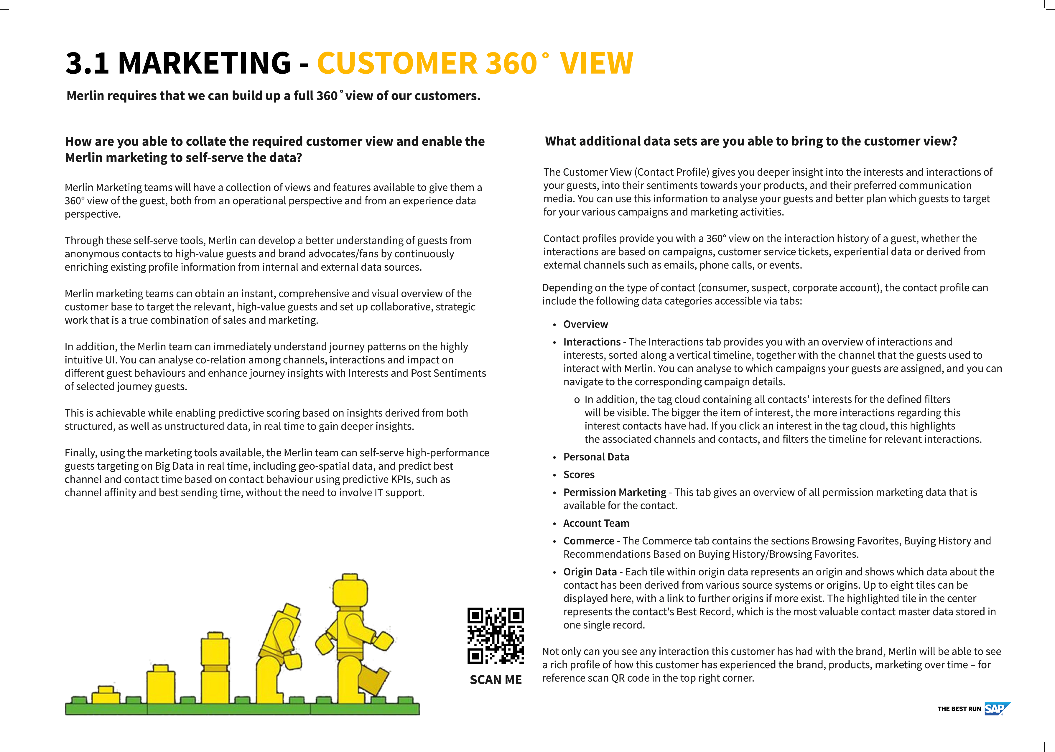 3.1 MARKETING - CUSTOMER 360° VIEW
Merlin requires that we can build up a full 360°view of our customers.
How are you able to collate the required customer view and enable the
Merlin marketing to self-serve the data?
Merlin Marketing teams will have a collection of views and features available to give them a
360° view of the guest, both from an operational perspective and from an experience data
perspective.
Through these self-serve tools, Merlin can develop a better understanding of guests from
anonymous contacts to high-value guests and brand advocates/fans by continuously
enriching existing profile information from internal and external data sources.
Merlin marketing teams can obtain an instant, comprehensive and visual overview of the
customer base to target the relevant, high-value guests and set up collaborative, strategic
work that is a true combination of sales and marketing.
In addition, the Merlin team can immediately understand journey patterns on the highly
intuitive UI. You can analyse co-relation among channels, interactions and impact on
different guest behaviours and enhance journey insights with Interests and Post Sentiments
of selected journey guests.
This is achievable while enabling predictive scoring based on insights derived from both
structured, as well as unstructured data, in real time to gain deeper insights.
Finally, using the marketing tools available, the Merlin team can self-serve high-performance
guests targeting on Big Data in real time, including geo-spatial data, and predict best
channel and contact time based on contact behaviour using predictive KPIs, such as
channel affinity and best sending time, without the need to involve IT support.
SCAN ME
What additional data sets are you able to bring to the customer view?
The Customer View (Contact Profile) gives you deeper insight into the interests and interactions of
your guests, into their sentiments towards your products, and their preferred communication
media. You can use this information to analyse your guests and better plan which guests to target
for your various campaigns and marketing activities.
Contact profiles provide you with a 360° view on the interaction history of a guest, whether the
interactions are based on campaigns, customer service tickets, experiential data or derived from
external channels such as emails, phone calls, or events.
Depending on the type of contact (consumer, suspect, corporate account), the contact profile can
include the following data categories accessible via tabs:
• Overview
• Interactions - The Interactions tab provides you with an overview of interactions and
interests, sorted along a vertical timeline, together with the channel that the guests used to
interact with Merlin. You can analyse to which campaigns your guests are assigned, and you can
navigate to the corresponding campaign details.
o In addition, the tag cloud containing all contacts' interests for the defined filters
will be visible. The bigger the item of interest, the more interactions regarding this
interest contacts have had. If you click an interest in the tag cloud, this highlights
the associated channels and contacts, and filters the timeline for relevant interactions.
• Personal Data
• Scores
• Permission Marketing - This tab gives an overview of all permission marketing data that is
available for the contact.
• Account Team
• Commerce - The Commerce tab contains the sections Browsing Favorites, Buying History and
Recommendations Based on Buying History/Browsing Favorites.
• Origin Data - Each tile within origin data represents an origin and shows which data about the
contact has been derived from various source systems or origins. Up to eight tiles can be
displayed here, with a link to further origins if more exist. The highlighted tile in the center
represents the contact's Best Record, which is the most valuable contact master data stored in
one single record.
Not only can you see any interaction this customer has had with the brand, Merlin will be able to see
a rich profile of how this customer has experienced the brand, products, marketing over time – for
reference scan QR code in the top right corner.
THE BEST RUN SAP